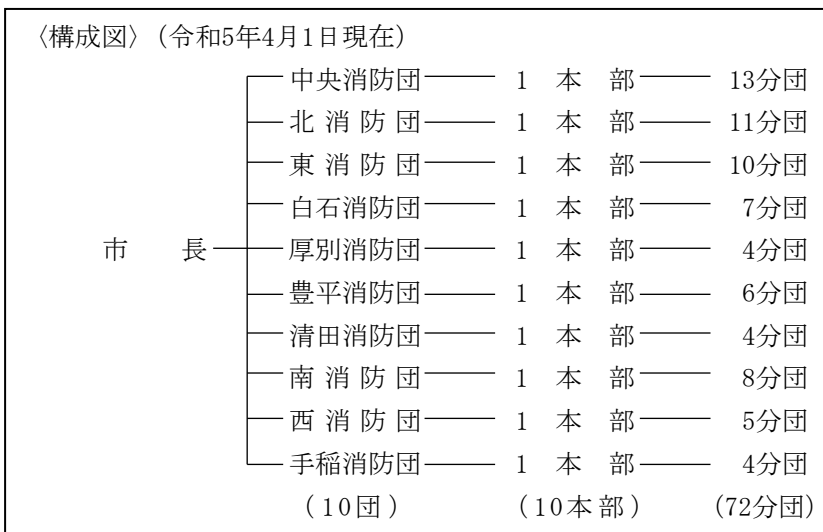 〈構成図〉(令和5年4月1日現在)
中央消防団 1 本 部 13分団
北 消 防 団 1 本 部 11分団
東 消 防 団 1 本 部 10分団
白石消防団 1 本 部 7分団
市 長 厚別消防団 1 本 部 4分団
豊平消防団 1 本 部 6分団
清田消防団 1 本 部 4分団
南 消 防 団 1 本 部 8分団
西 消 防 団 1 本 部 5分団
手稲消防団 1 本 部 4分団
(10団) (10本部) (72分団)